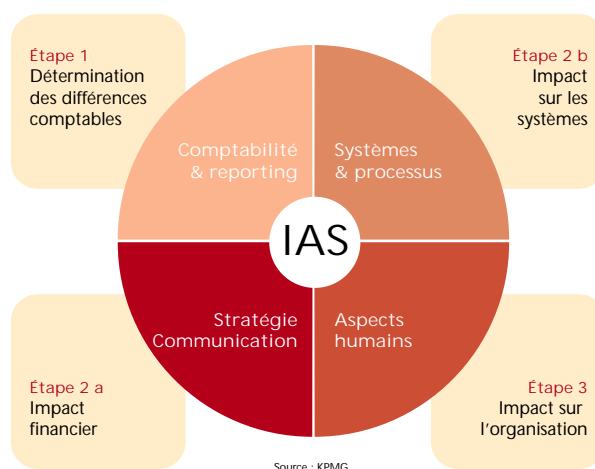 Étape 1
Détermination
des différences
comptables
Étape 2 b
Impact
sur les
systèmes
Comptabilité
& reporting
Systèmes
& processus
IAS
Stratégie
Communication
Aspects
humains
Étape 2 a
Impact
financier
Étape 3
Impact sur
l'organisation
Source : KPMG